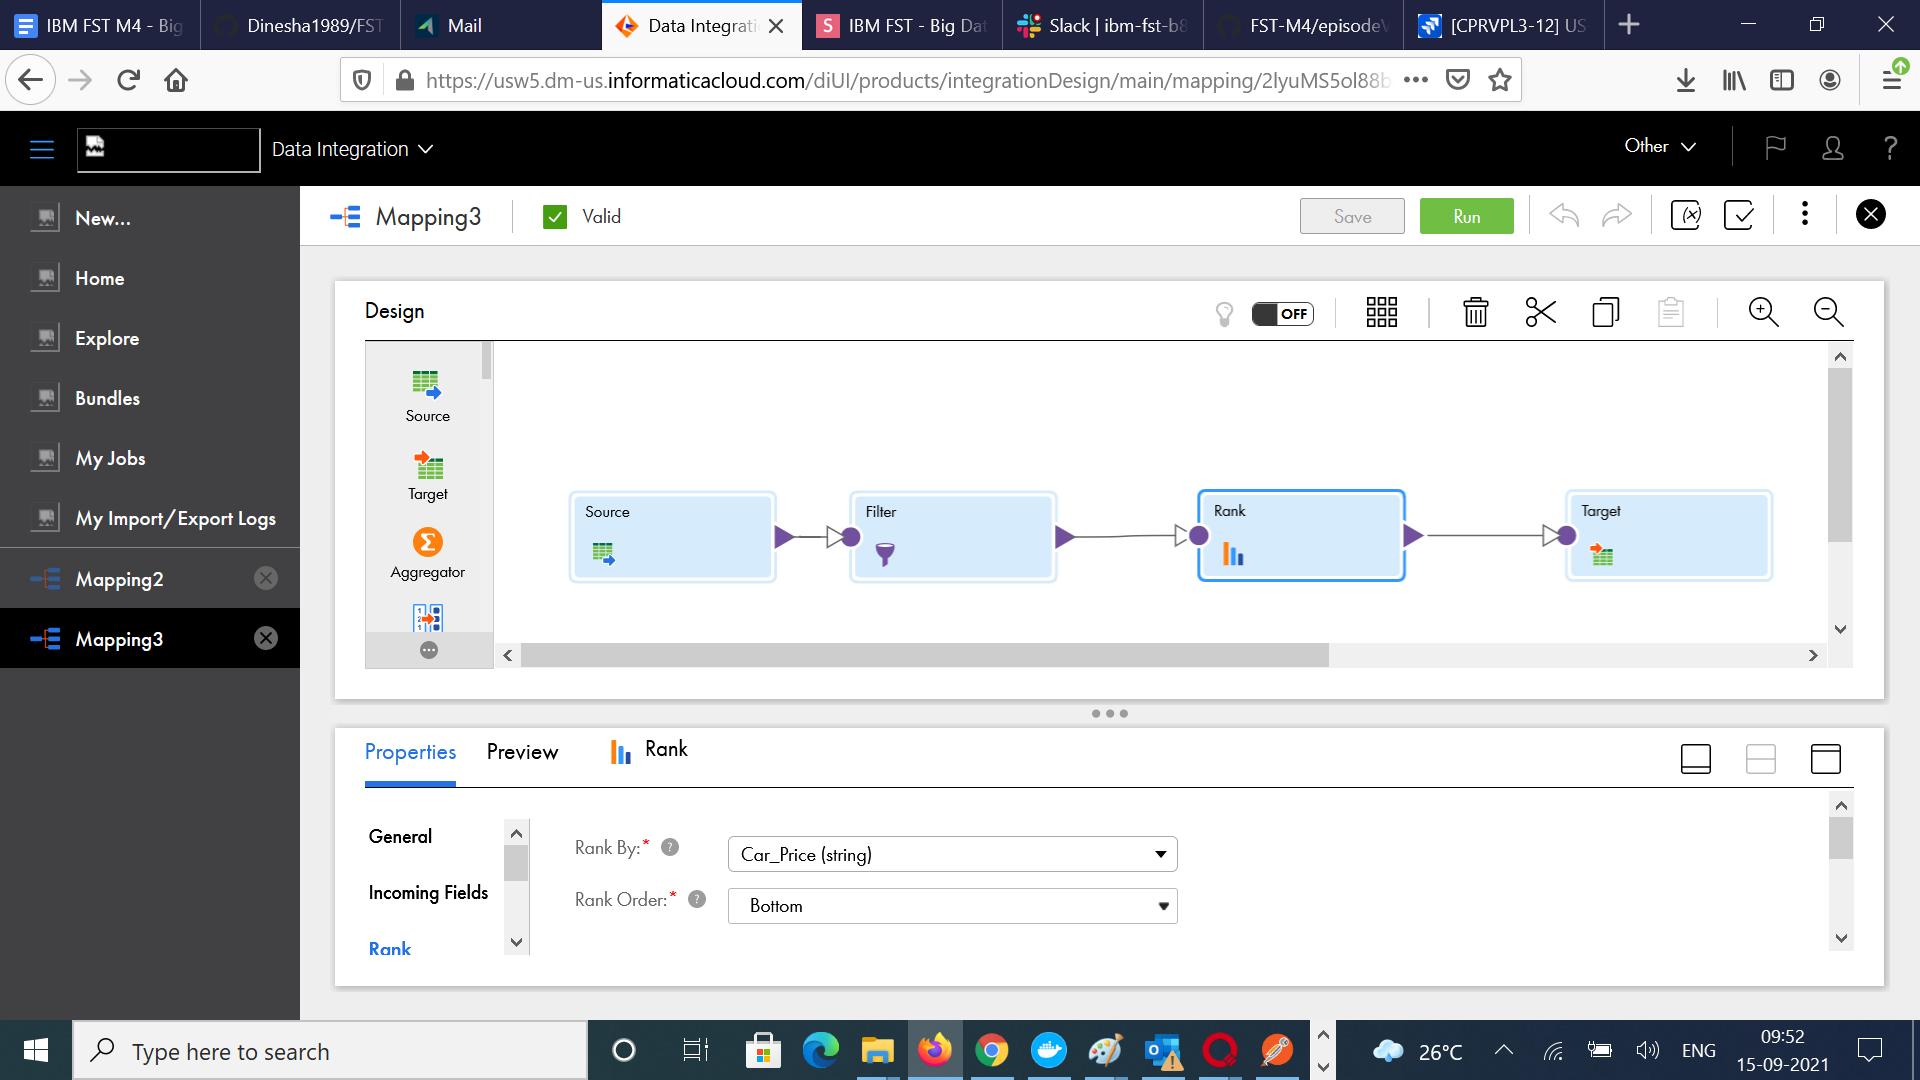 IBM FST M4 - Big
Dinesha1989/FST
Mail
Data Integrati
IBM FST - Big Dat
Slack | ibm-fst-b8
FST-M4/episodeV
[CPRVPL3-12] US
https://usw5.dm-us.informaticacloud.com/diUI/products/integrationDesign/main/mapping/2lyuMS5ol88b
Data Integration
Other
?
New...
Home
Explore
Bundles
My Jobs
My Import/Export Logs
Mapping2
Mapping3
Mapping3
Valid
Save
Run
Design
OFF
Source
Target
Aggregator
Source
Filter
Rank
Target
Properties
Preview
Rank
General
Incoming Fields
Rank
Rank By:* ?
Car_Price (string)
Rank Order:* ?
Bottom
Type here to search
26°C
ENG
09:52
15-09-2021